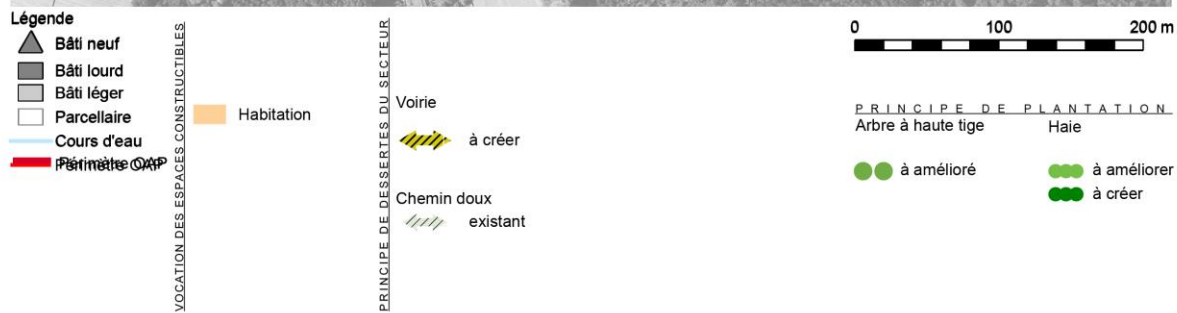 Légende
Bâti neuf
Bâti lourd
Bâti léger
Parcellaire
Cours d'eau
Périmètre OAP
VOCATION DES ESPACES CONSTRUCTIBLES
Habitation
PRINCIPE DE DESSERTES DU SECTEUR
Voirie
à créer
Chemin doux
existant
0 100 200 m
PRINCIPE DE PLANTATION
Arbre à haute tige Haie
à amélioré à améliorer
à créer